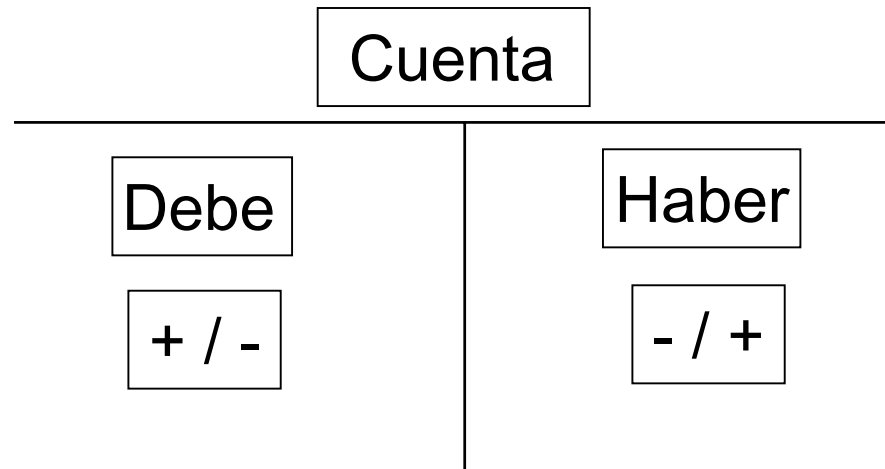 Cuenta
Debe
Haber
+ / -
- / +